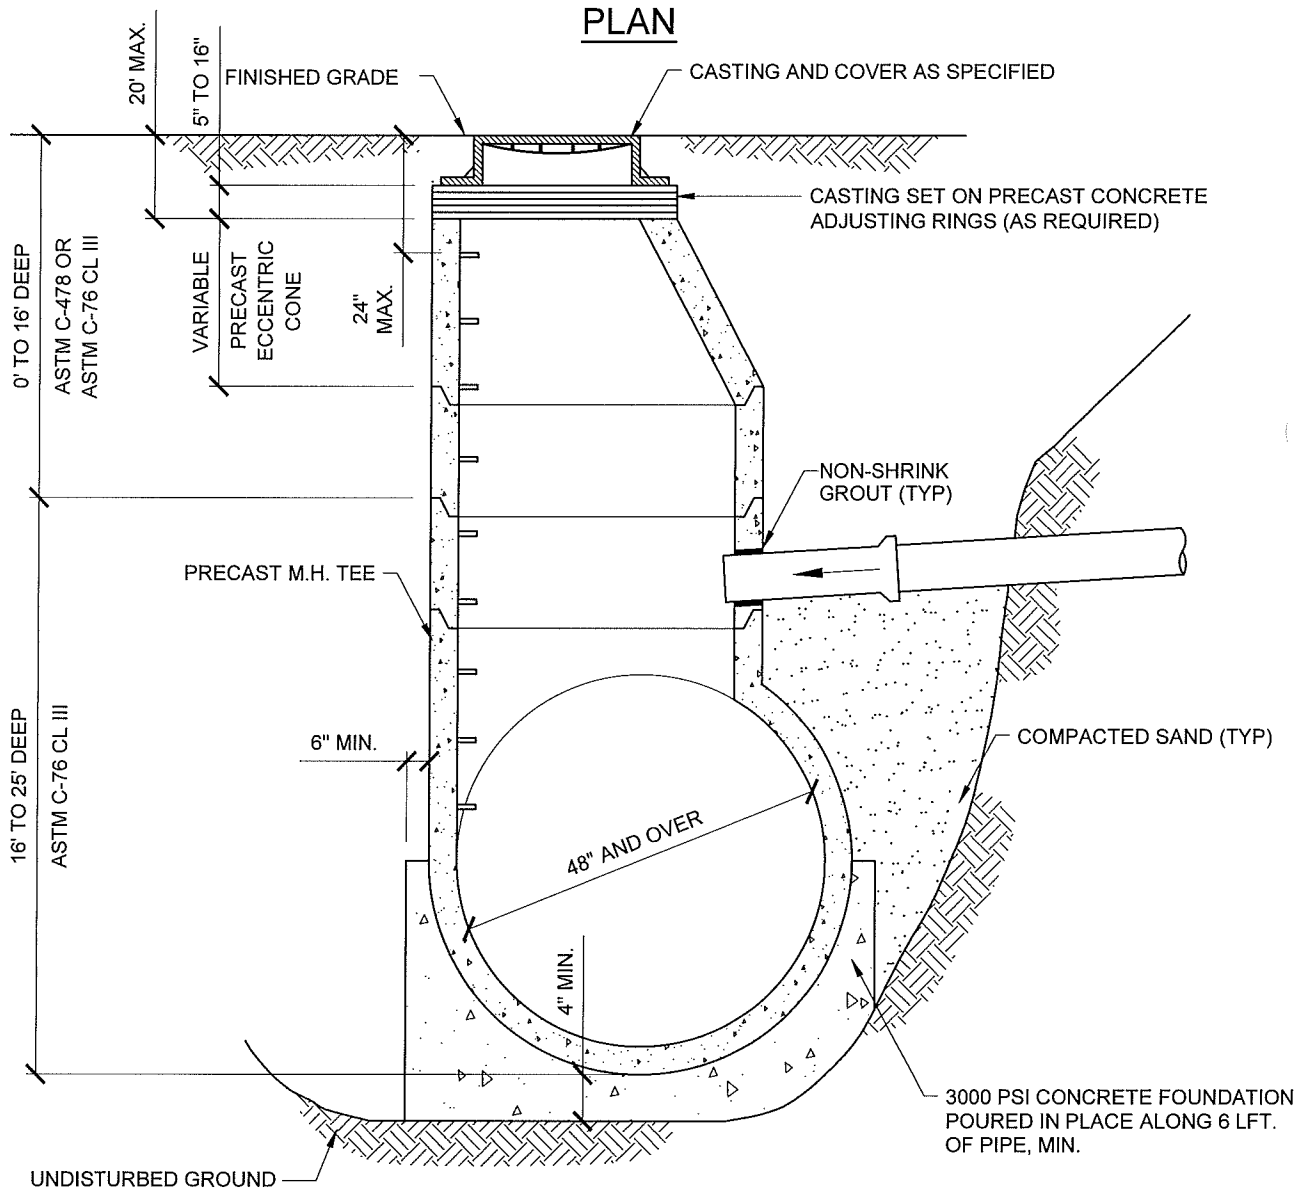 PLAN
20' MAX.
5" TO 16"
FINISHED GRADE
CASTING AND COVER AS SPECIFIED
CASTING SET ON PRECAST CONCRETE
ADJUSTING RINGS (AS REQUIRED)
0' TO 16' DEEP
ASTM C-478 OR
ASTM C-76 CL III
VARIABLE
PRECAST
ECCENTRIC
CONE
24"
MAX.
NON-SHRINK
GROUT (TYP)
PRECAST M.H. TEE
16' TO 25' DEEP
ASTM C-76 CL III
6" MIN.
COMPACTED SAND (TYP)
48" AND OVER
4" MIN.
3000 PSI CONCRETE FOUNDATION
POURED IN PLACE ALONG 6 LFT.
OF PIPE, MIN.
UNDISTURBED GROUND